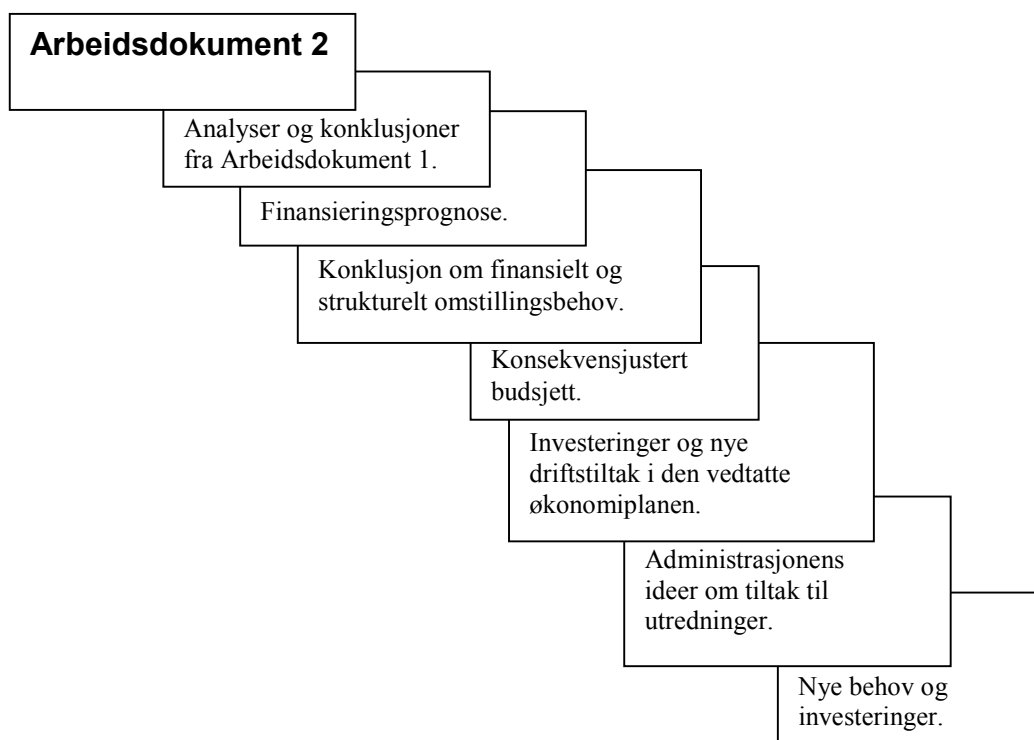 Arbeidsdokument 2
Analyser og konklusjoner
fra Arbeidsdokument 1.
Finansieringsprognose.
Konklusjon om finansielt og
strukturelt omstillingsbehov.
Konsekvensjustert
budsjett.
Investeringer og nye
driftstiltak i den vedtatte
økonomiplanen.
Administrasjonens
ideer om tiltak til
utredninger.
Nye behov og
investeringer.